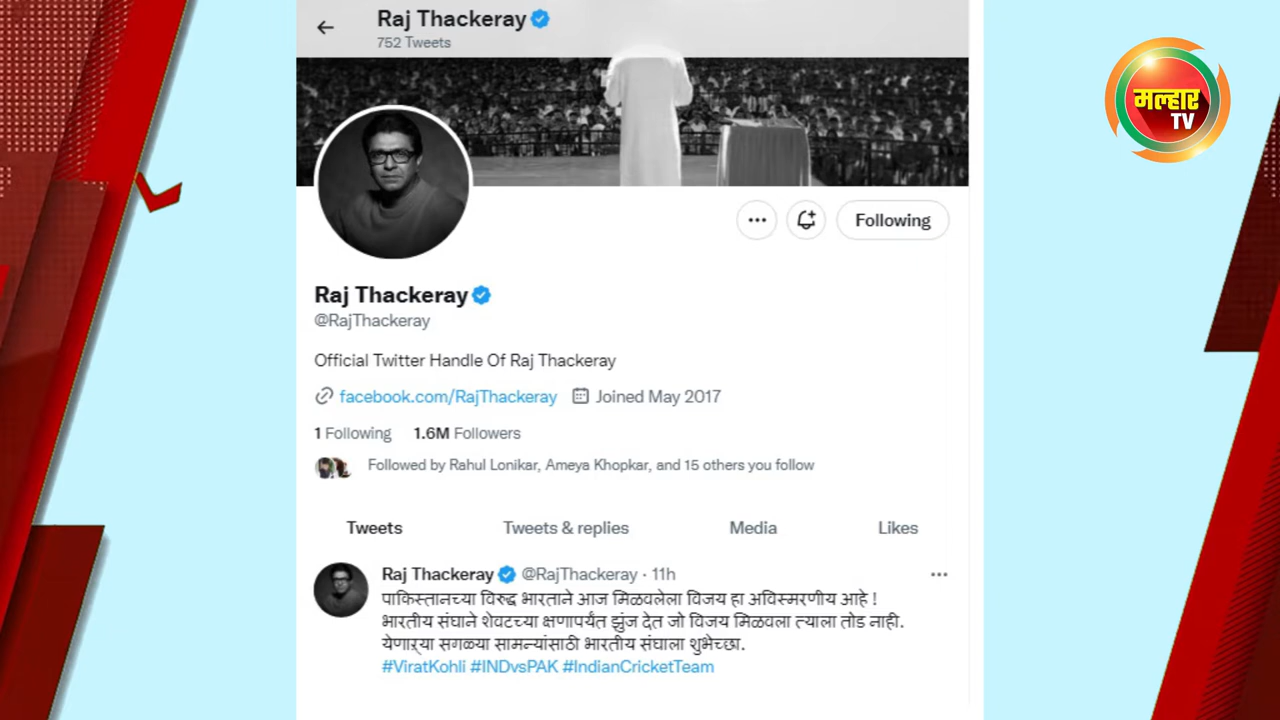 Raj Thackeray
752 Tweets
मल्हार
TV
Following
Raj Thackeray
@RajThackeray
Official Twitter Handle Of Raj Thackeray
facebook.com/RajThackeray Joined May 2017
1 Following 1.6M Followers
Followed by Rahul Lonikar, Ameya Khopkar, and 15 others you follow
Tweets Tweets & replies Media Likes
Raj Thackeray @RajThackeray · 11h
पाकिस्तानच्या विरुद्ध भारताने आज मिळवलेला विजय हा अविस्मरणीय आहे !
भारतीय संघाने शेवटच्या क्षणापर्यंत झुंज देत जो विजय मिळवला त्याला तोड नाही.
येणाऱ्या सगळ्या सामन्यांसाठी भारतीय संघाला शुभेच्छा.
#ViratKohli #INDvsPAK #IndianCricketTeam